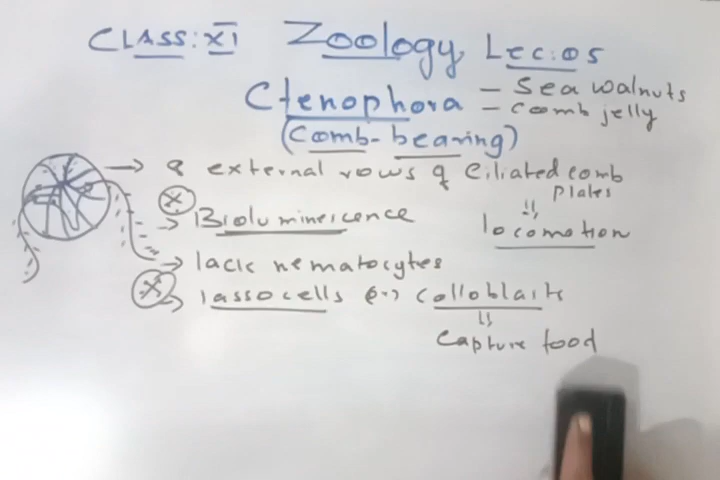 CLASS: XI Zoology Lec: 05
Ctenophora - Sea walnuts
- Comb jelly
(Comb-bearing)
→ 8 external rows of Ciliated comb
plates
→ Bioluminescence
locomotion
→ lack nematocytes
→ lasso cells (or) Colloblasts
Capture food